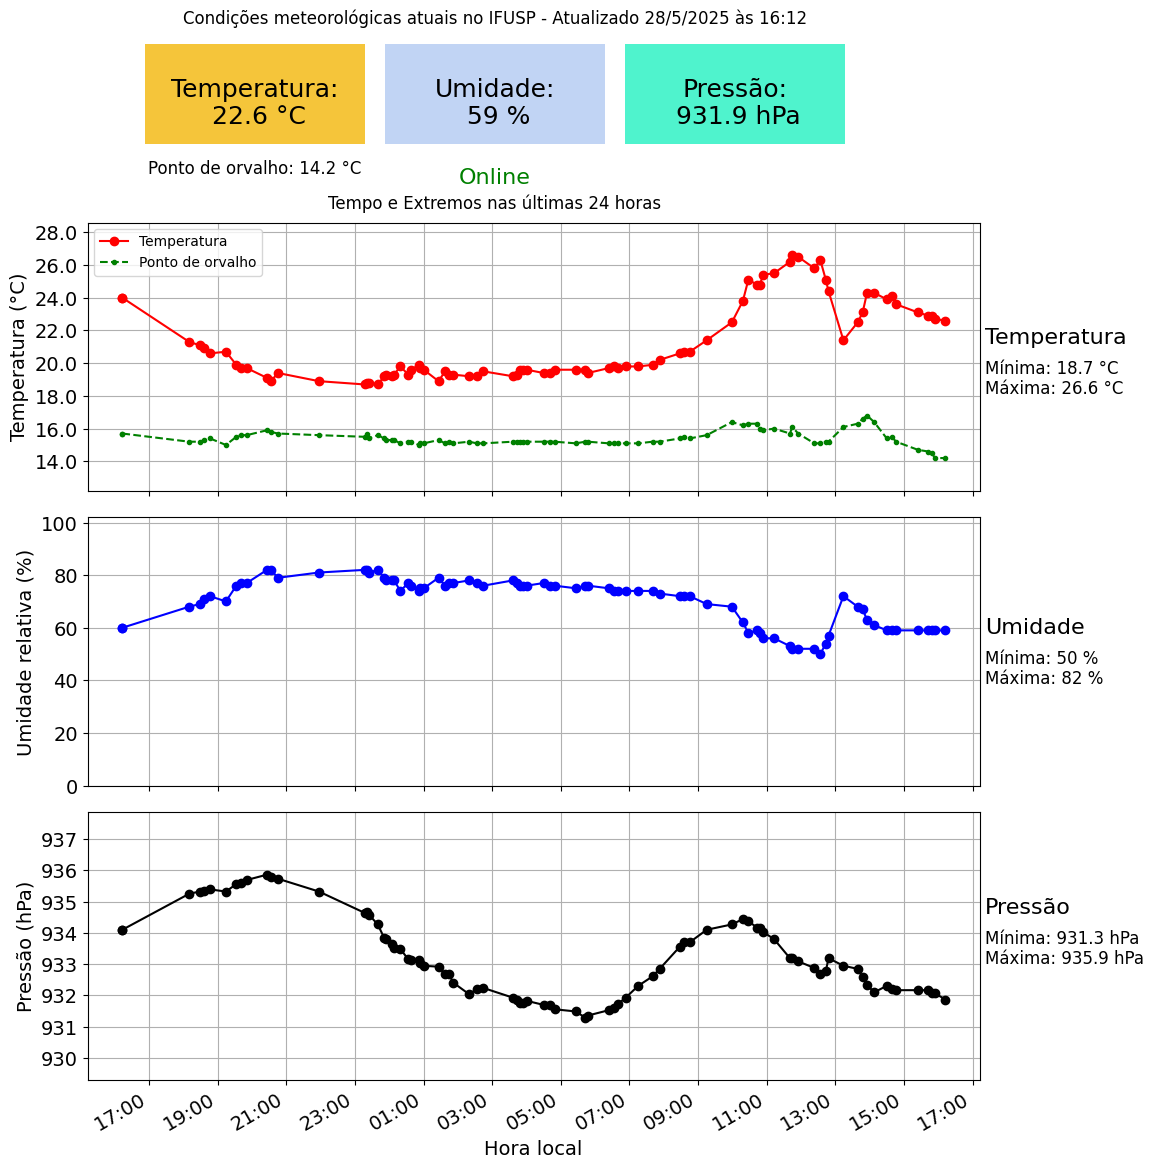 Condições meteorológicas atuais no IFUSP - Atualizado 28/5/2025 às 16:12
Temperatura:
22.6 °C
Umidade:
59 %
Pressão:
931.9 hPa
Ponto de orvalho: 14.2 °C
Online
Tempo e Extremos nas últimas 24 horas
Temperatura (°C)
28.0
26.0
24.0
22.0
20.0
18.0
16.0
14.0
Temperatura
Ponto de orvalho
Temperatura
Mínima: 18.7 °C
Máxima: 26.6 °C
Umidade relativa (%)
100
80
60
40
20
0
Umidade
Mínima: 50 %
Máxima: 82 %
Pressão (hPa)
937
936
935
934
933
932
931
930
Pressão
Mínima: 931.3 hPa
Máxima: 935.9 hPa
17:00 19:00 21:00 23:00 01:00 03:00 05:00 07:00 09:00 11:00 13:00 15:00 17:00
Hora local